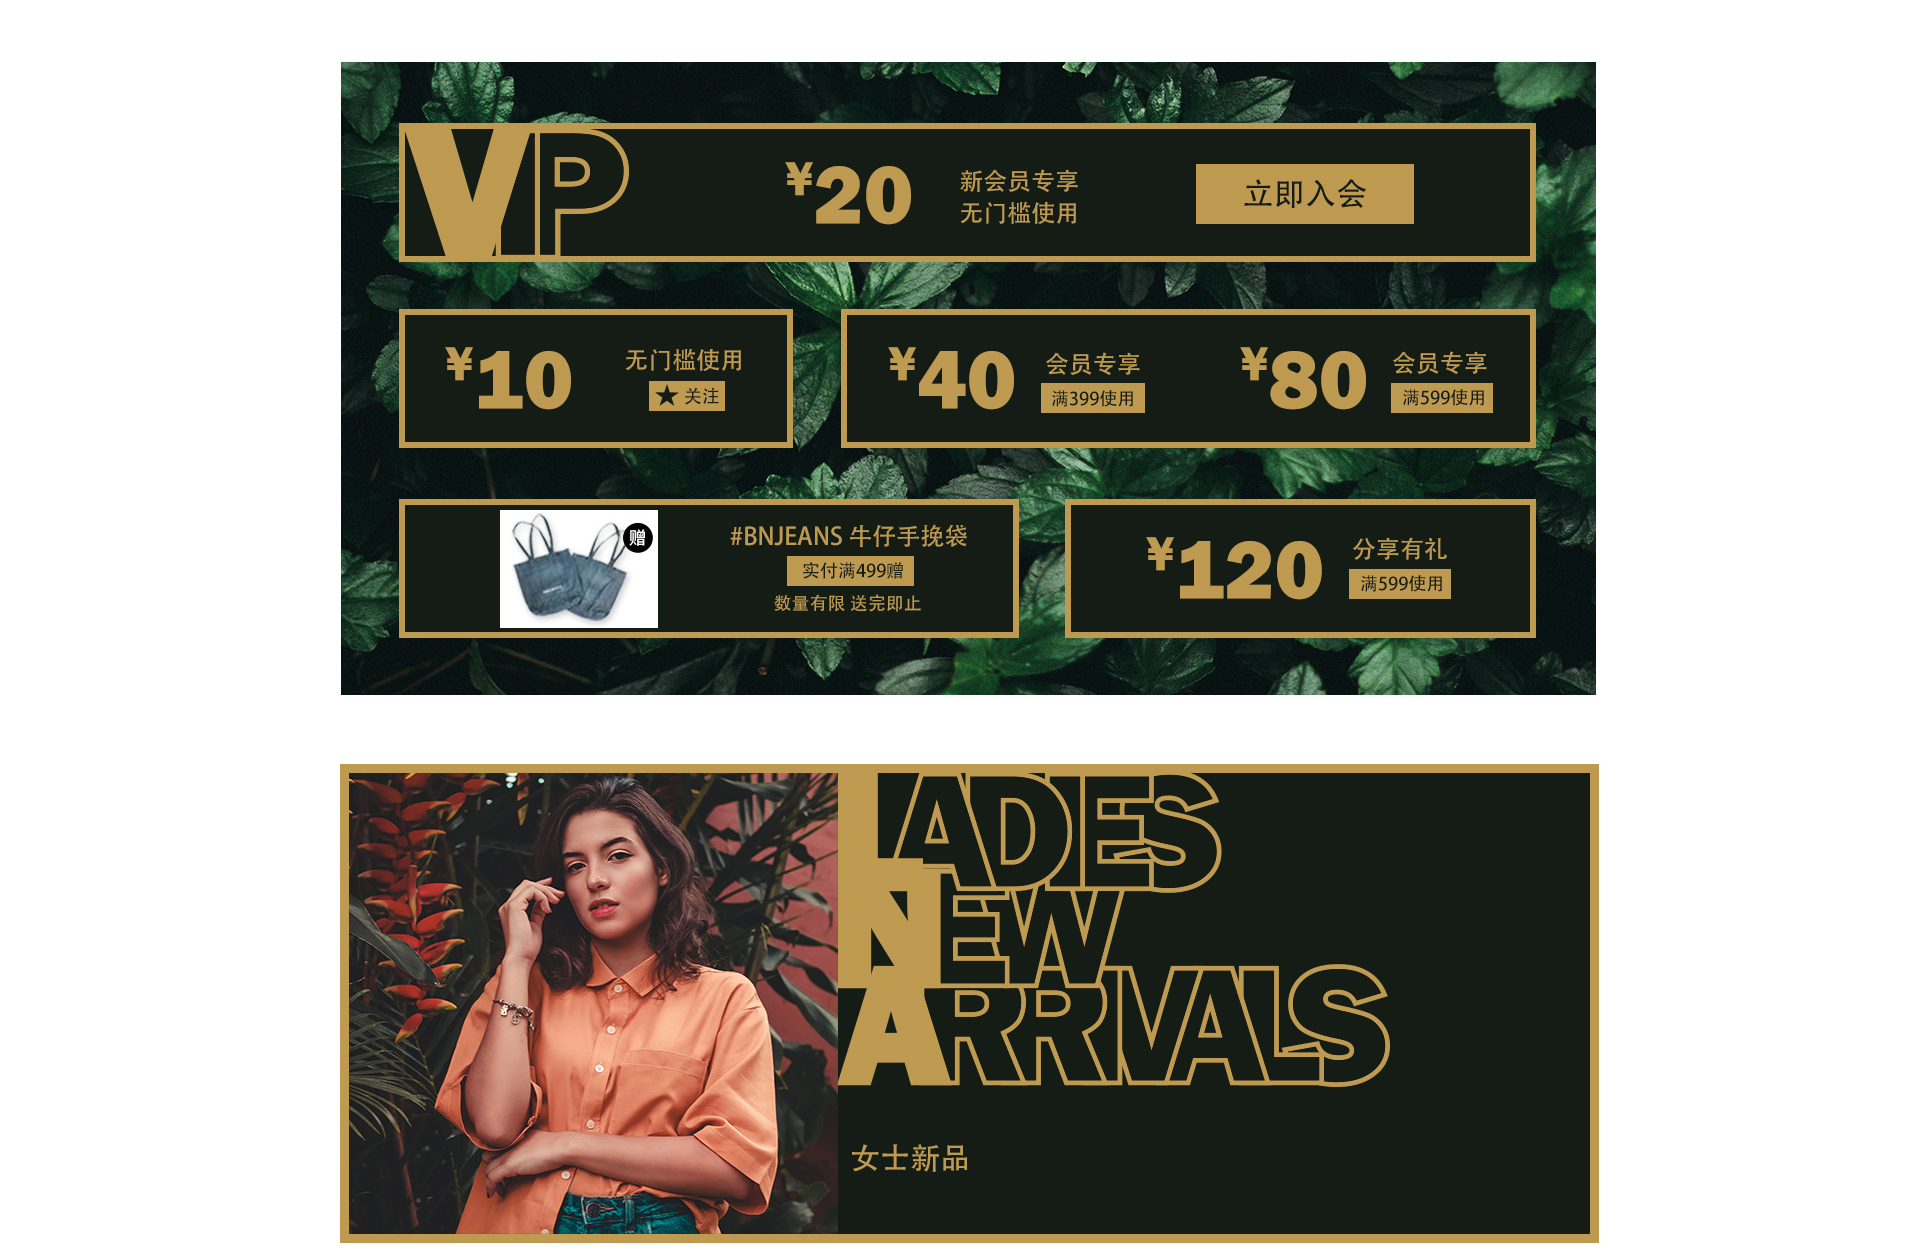 VIP
¥20
新会员专享
无门槛使用
立即入会
¥10
无门槛使用
★ 关注
¥40
会员专享
满399使用
¥80
会员专享
满599使用
赠
#BNJEANS 牛仔手挽袋
实付满499赠
数量有限 送完即止
¥120
分享有礼
满599使用
LADIES
NEW
ARRIVALS
女士新品